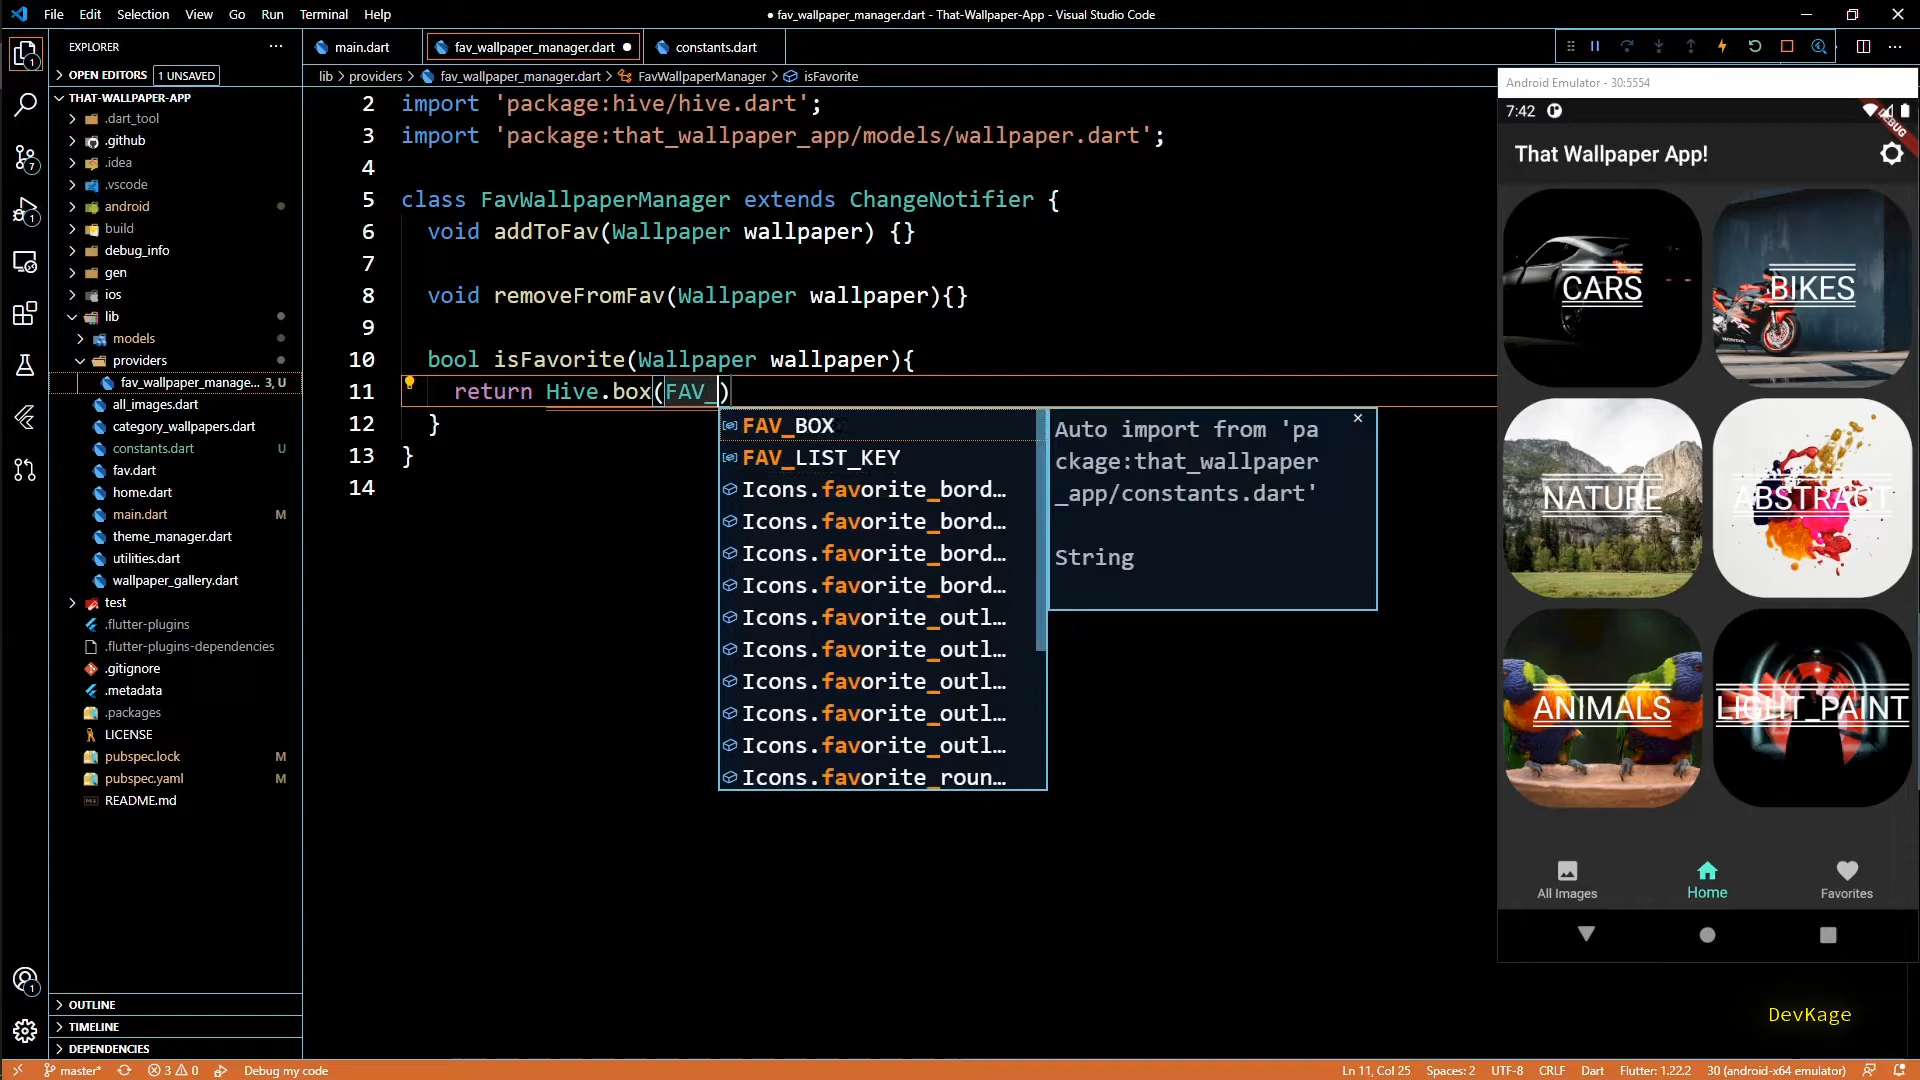 File Edit Selection View Go Run Terminal Help
● fav_wallpaper_manager.dart - That-Wallpaper-App - Visual Studio Code
EXPLORER
OPEN EDITORS 1 UNSAVED
THAT-WALLPAPER-APP
.dart_tool
.github
.idea
.vscode
android
build
debug_info
gen
ios
lib
models
providers
fav_wallpaper_manage... 3, U
all_images.dart
category_wallpapers.dart
constants.dart U
fav.dart
home.dart
main.dart M
theme_manager.dart
utilities.dart
wallpaper_gallery.dart
test
.flutter-plugins
.flutter-plugins-dependencies
.gitignore
.metadata
.packages
LICENSE
pubspec.lock M
pubspec.yaml M
README.md
OUTLINE
TIMELINE
DEPENDENCIES
1
7
1
1
main.dart fav_wallpaper_manager.dart ● constants.dart
lib > providers > fav_wallpaper_manager.dart > FavWallpaperManager > isFavorite
2 import 'package:hive/hive.dart';
3 import 'package:that_wallpaper_app/models/wallpaper.dart';
4
5 class FavWallpaperManager extends ChangeNotifier {
6 void addToFav(Wallpaper wallpaper) {}
7
8 void removeFromFav(Wallpaper wallpaper){}
9
10 bool isFavorite(Wallpaper wallpaper){
11 return Hive.box(FAV_)
12 }
13 }
14
FAV_BOX
FAV_LIST_KEY
Icons.favorite_bord...
Icons.favorite_bord...
Icons.favorite_bord...
Icons.favorite_bord...
Icons.favorite_outl...
Icons.favorite_outl...
Icons.favorite_outl...
Icons.favorite_outl...
Icons.favorite_outl...
Icons.favorite_roun...
Auto import from 'pa
ckage:that_wallpaper
_app/constants.dart'
String
Android Emulator - 30:5554
7:42
DEBUG
That Wallpaper App!
CARS
BIKES
NATURE
ABSTRACT
ANIMALS
LIGHT_PAINT
All Images Home Favorites
DevKage
master* 3 0 Debug my code
Ln 11, Col 25 Spaces: 2 UTF-8 CRLF Dart Flutter: 1.22.2 30 (android-x64 emulator)